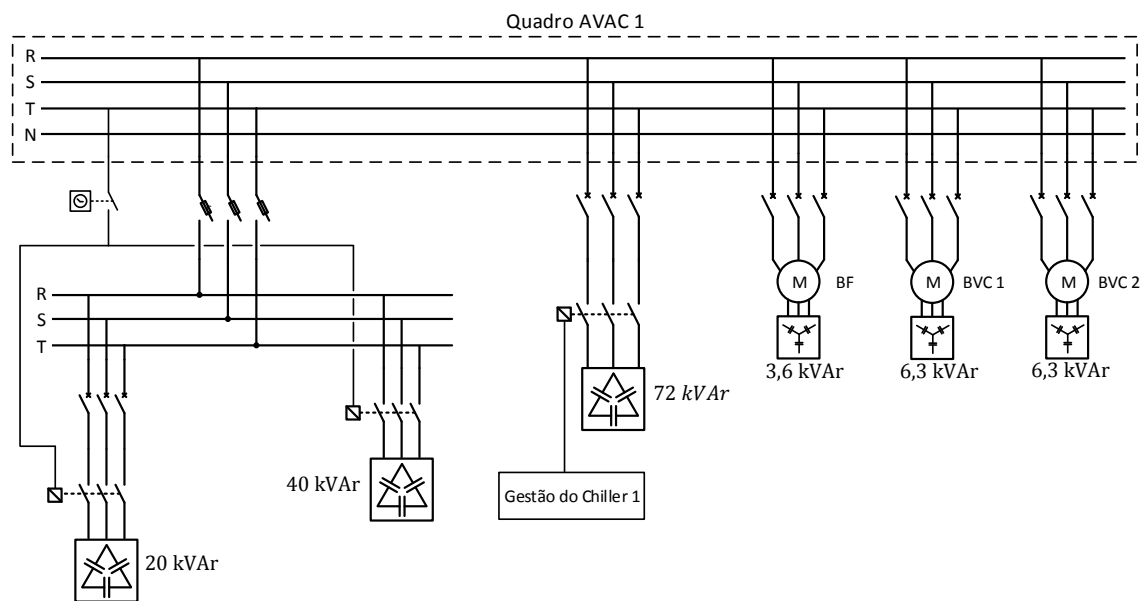 Quadro AVAC 1
R
S
T
N
R
S
T
M
BF
M
BVC 1
M
BVC 2
3,6 kVAr
6,3 kVAr
6,3 kVAr
72 kVAr
40 kVAr
Gestão do Chiller 1
20 kVAr